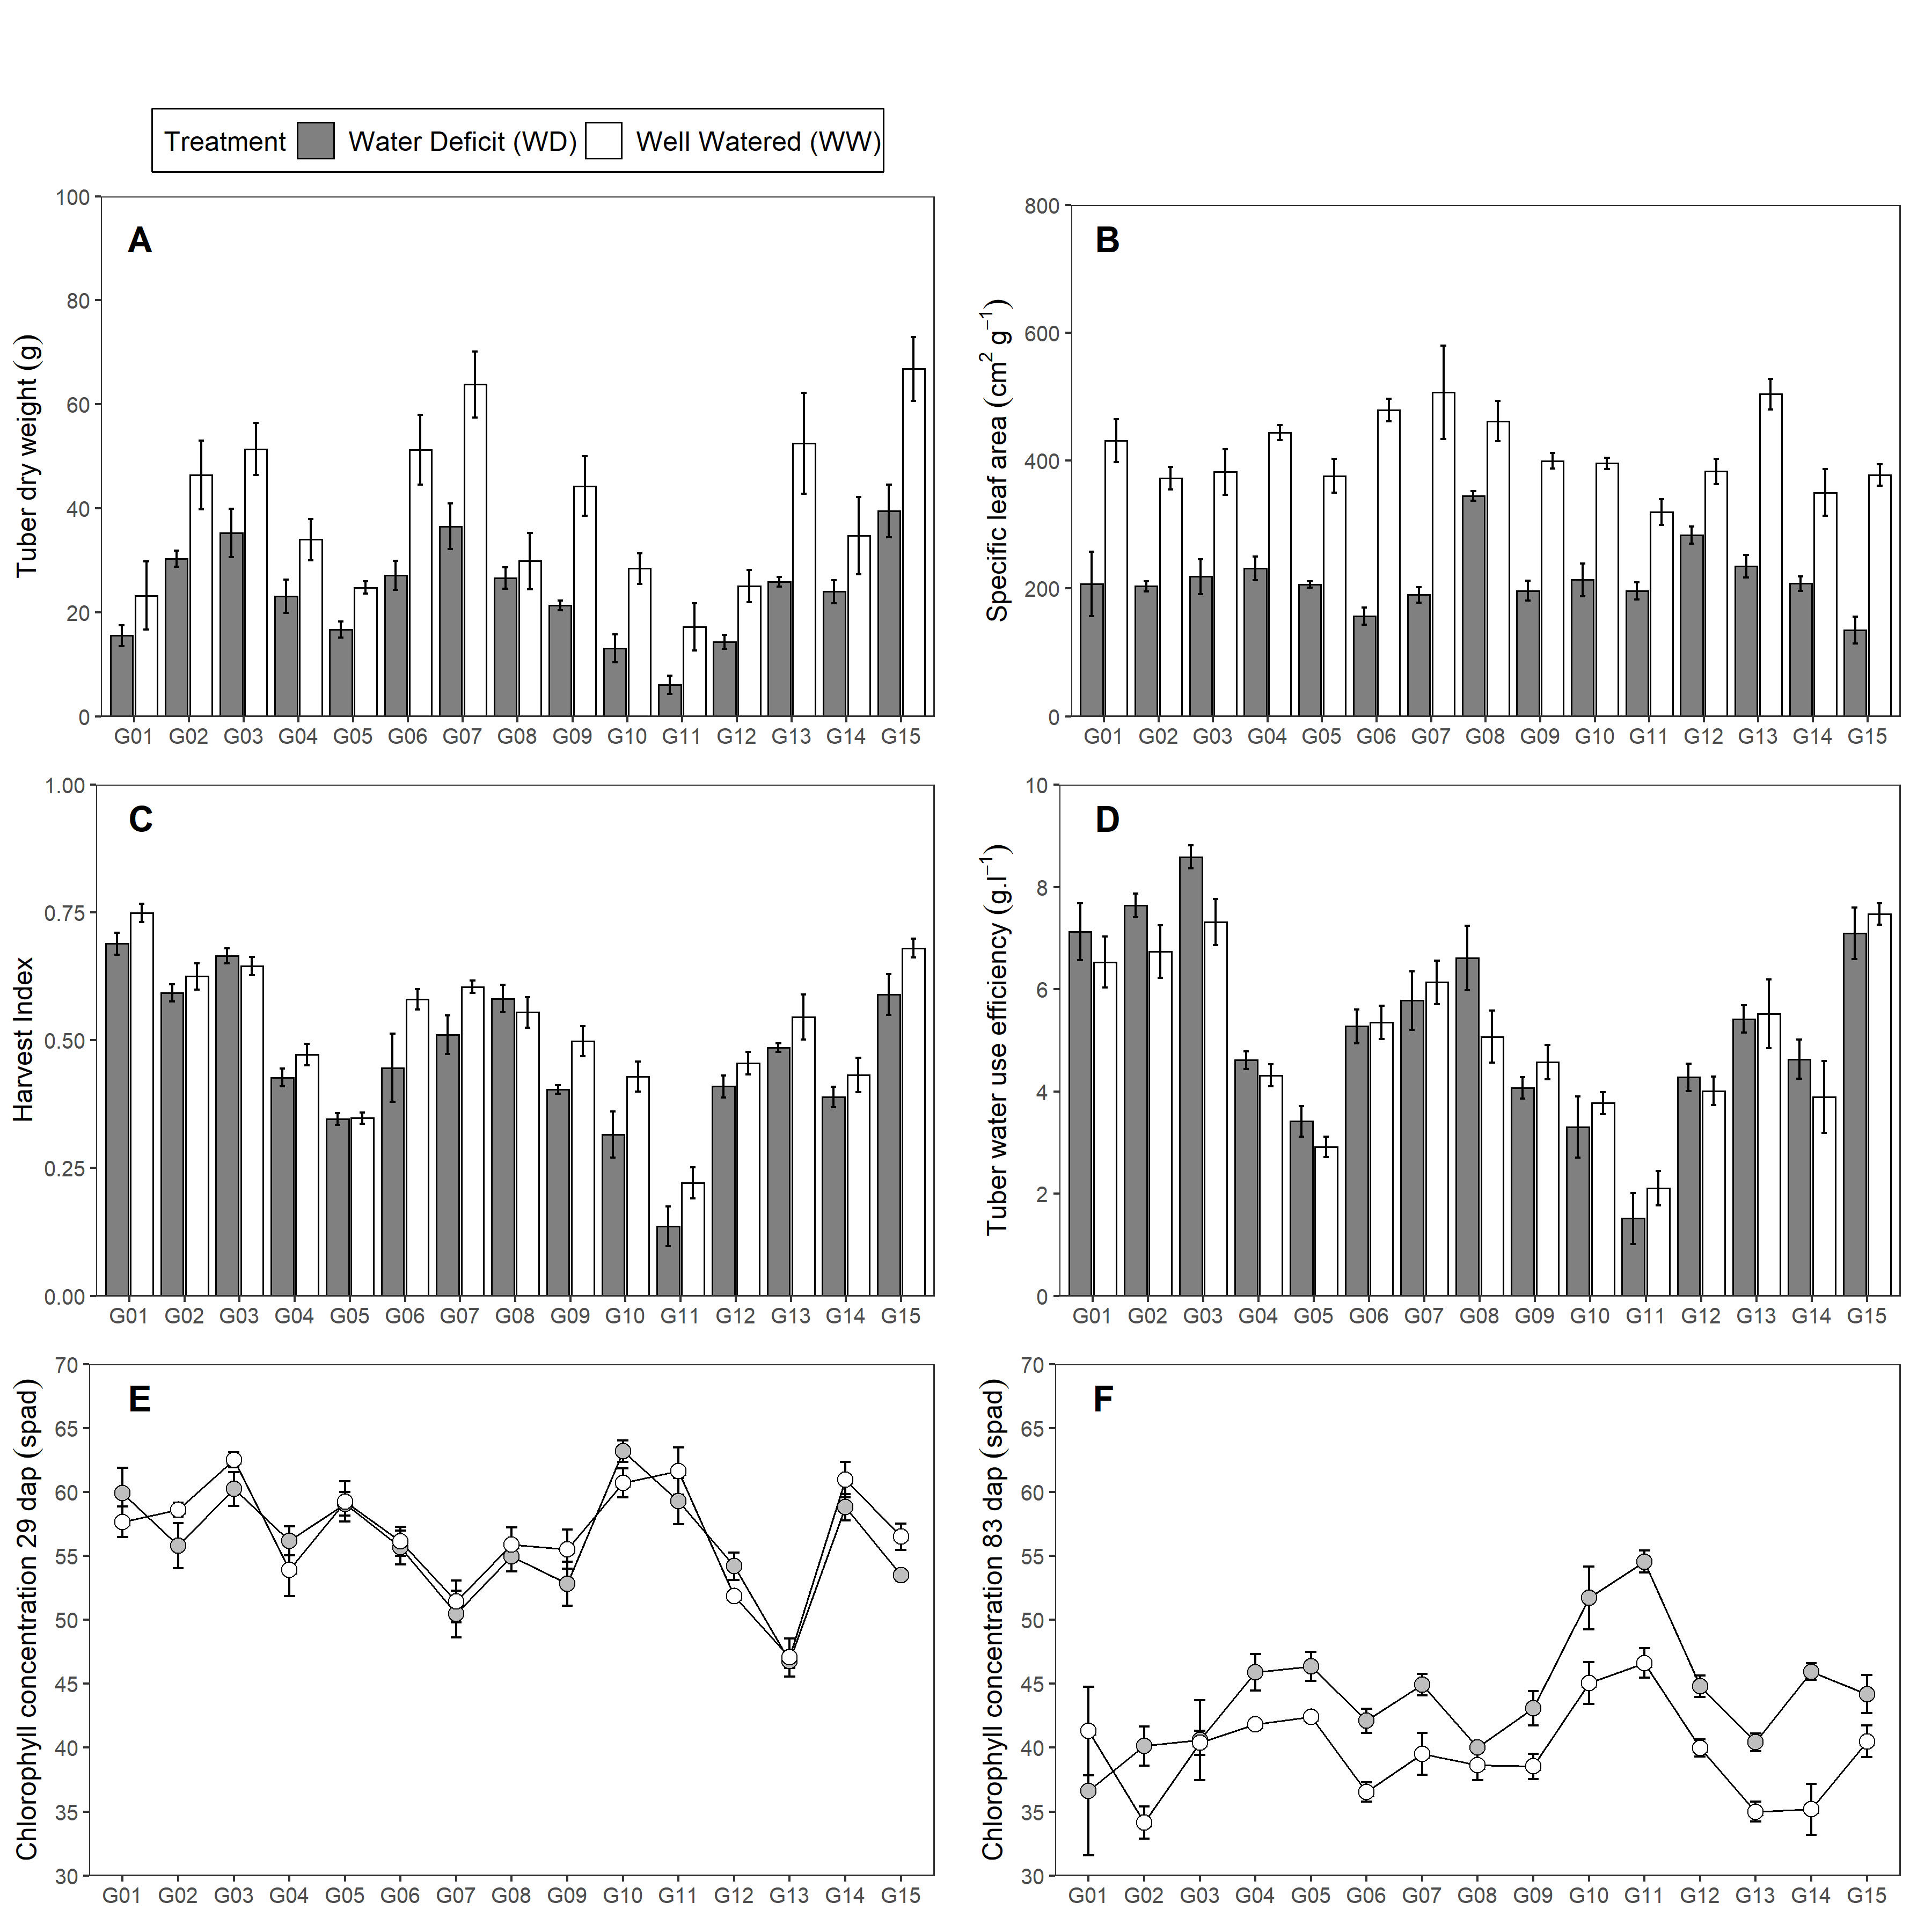 Treatment Water Deficit (WD) Well Watered (WW)
A
Tuber dry weight (g)
100
80
60
40
20
0
G01 G02 G03 G04 G05 G06 G07 G08 G09 G10 G11 G12 G13 G14 G15
B
Specific leaf area (cm² g⁻¹)
800
600
400
200
0
G01 G02 G03 G04 G05 G06 G07 G08 G09 G10 G11 G12 G13 G14 G15
C
Harvest Index
1.00
0.75
0.50
0.25
0.00
G01 G02 G03 G04 G05 G06 G07 G08 G09 G10 G11 G12 G13 G14 G15
D
Tuber water use efficiency (g.l⁻¹)
10
8
6
4
2
0
G01 G02 G03 G04 G05 G06 G07 G08 G09 G10 G11 G12 G13 G14 G15
E
Chlorophyll concentration 29 dap (spad)
70
65
60
55
50
45
40
35
30
G01 G02 G03 G04 G05 G06 G07 G08 G09 G10 G11 G12 G13 G14 G15
F
Chlorophyll concentration 83 dap (spad)
70
65
60
55
50
45
40
35
30
G01 G02 G03 G04 G05 G06 G07 G08 G09 G10 G11 G12 G13 G14 G15